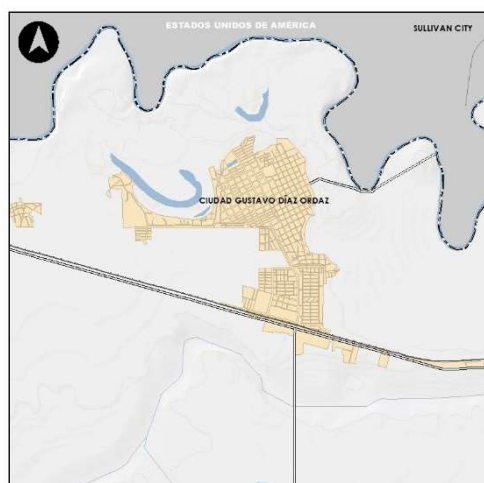 ESTADOS UNIDOS DE AMÉRICA
SULLIVAN CITY
CIUDAD GUSTAVO DÍAZ ORDAZ